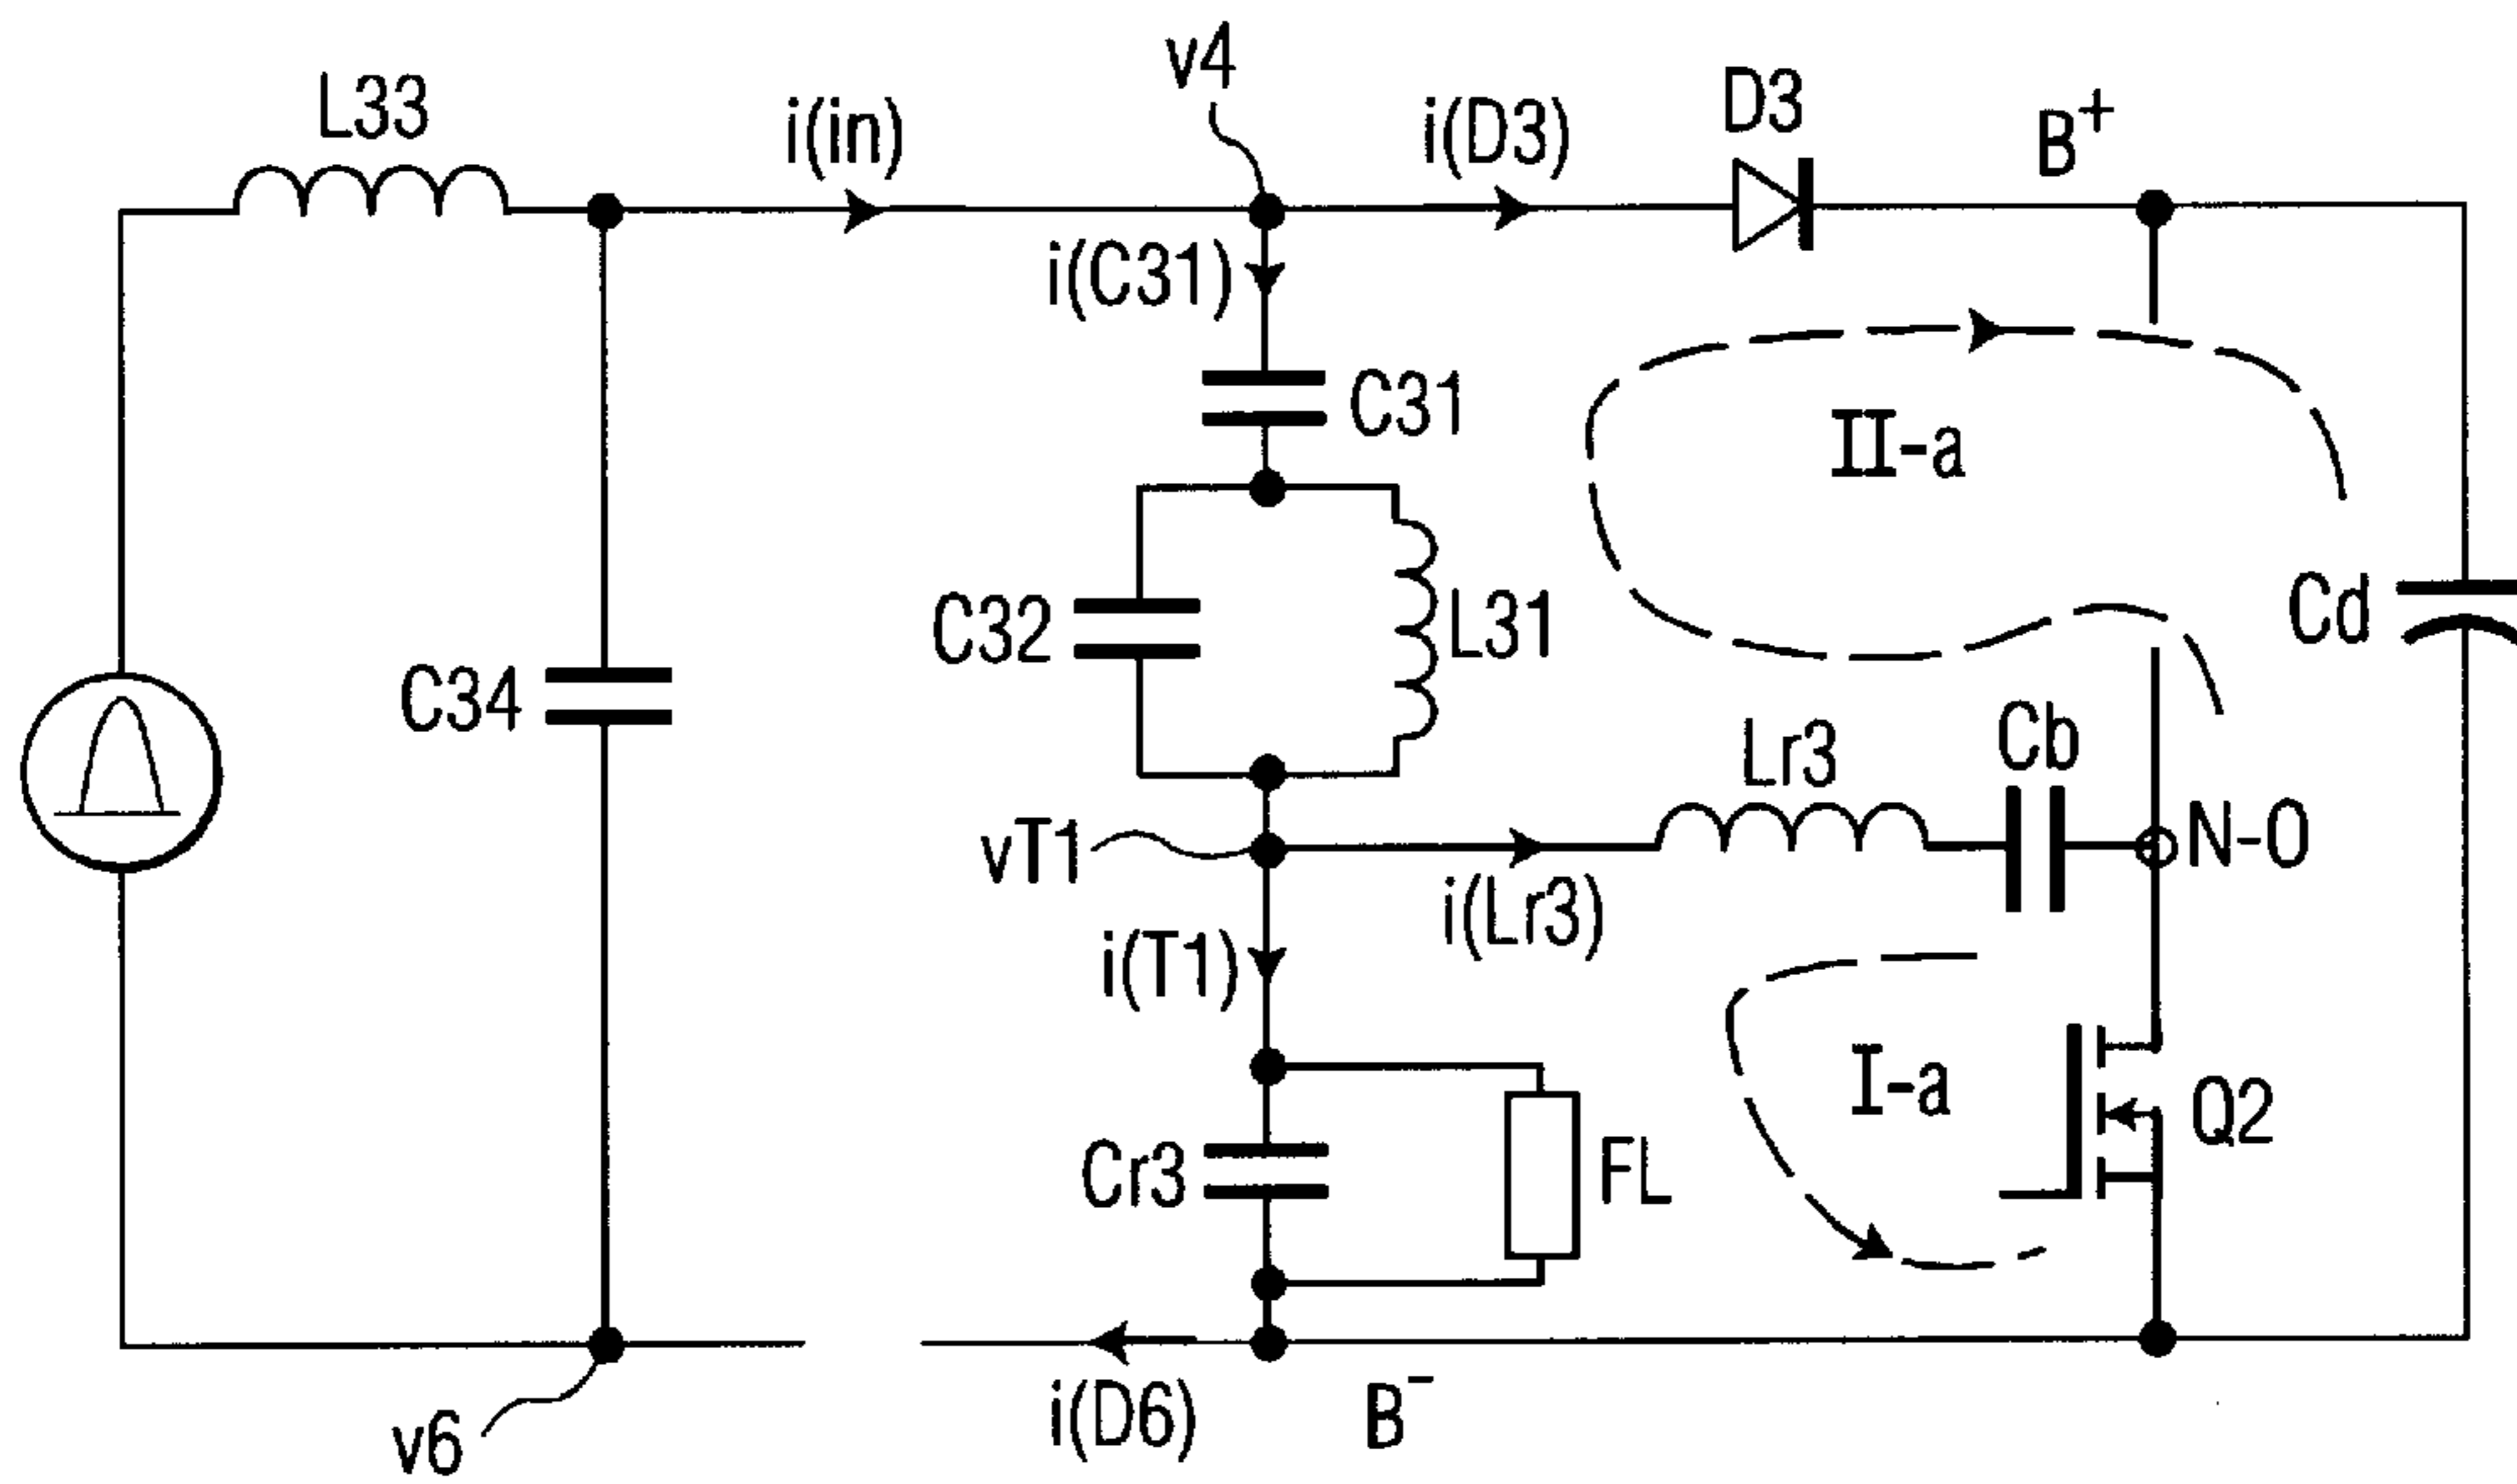 v4
L33
i(in)
i(D3)
D3
B+
i(C31)
C31
II-a
C32
L31
Cd
C34
Lr3
Cb
vT1
N-O
i(Lr3)
i(T1)
I-a
Q2
Cr3
FL
i(D6)
B-
v6